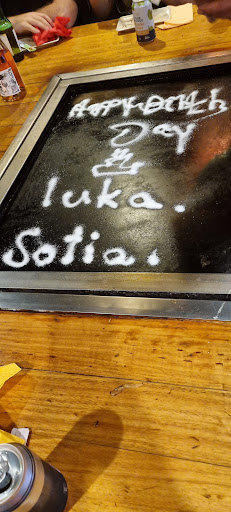 HAPPY BIRTH
Day
luka.
Sofia.